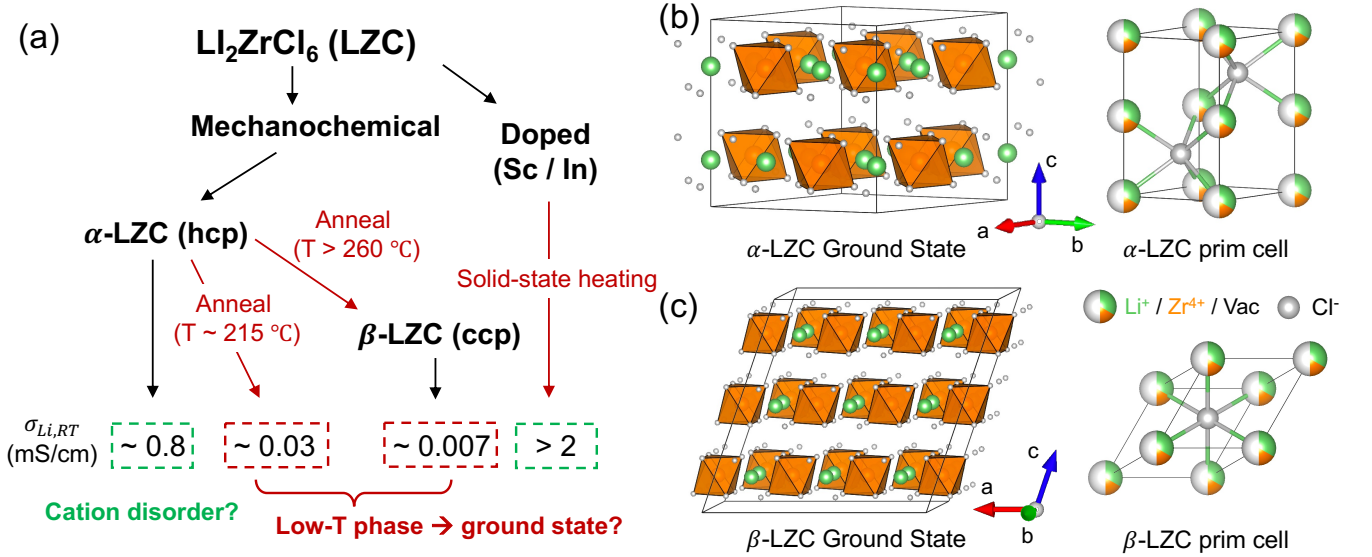 (a)
LI₂ZrCl₆ (LZC)
Mechanochemical
Doped
(Sc / In)
α-LZC (hcp)
Anneal
(T > 260 ℃)
Solid-state heating
Anneal
(T ~ 215 ℃)
β-LZC (ccp)
σLi,RT
(mS/cm)
~ 0.8
~ 0.03
~ 0.007
> 2
Cation disorder?
Low-T phase → ground state?
(b)
c
a
b
α-LZC Ground State
α-LZC prim cell
(c)
Li⁺ / Zr⁴⁺ / Vac
Cl⁻
c
a
b
β-LZC Ground State
β-LZC prim cell